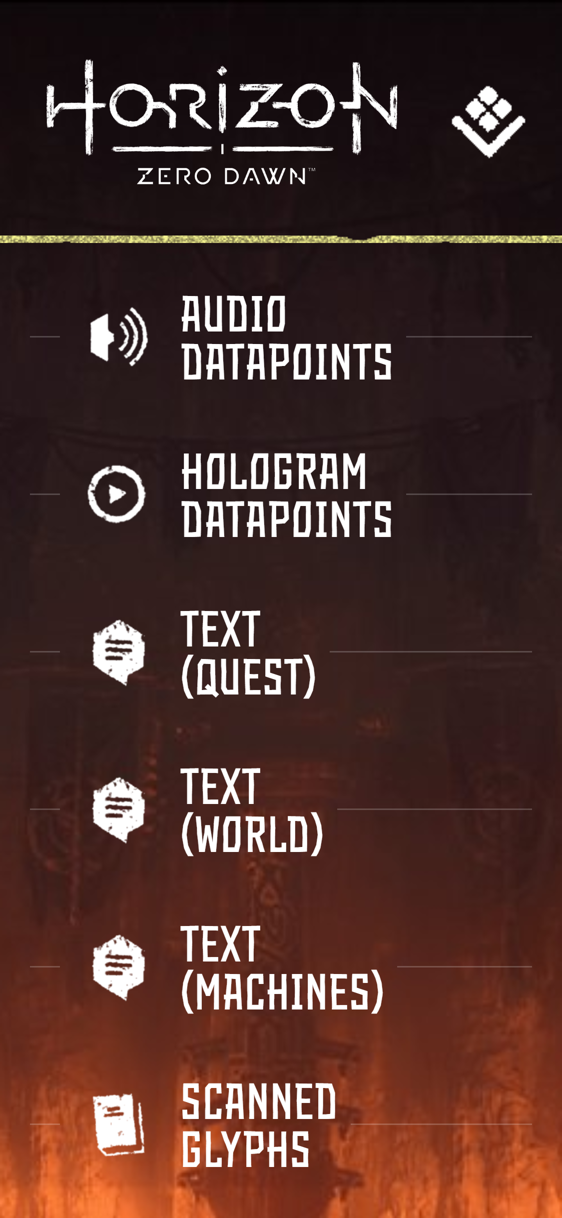 HORIZON
ZERO DAWN™
AUDIO
DATAPOINTS
HOLOGRAM
DATAPOINTS
TEXT
(QUEST)
TEXT
(WORLD)
TEXT
(MACHINES)
SCANNED
GLYPHS